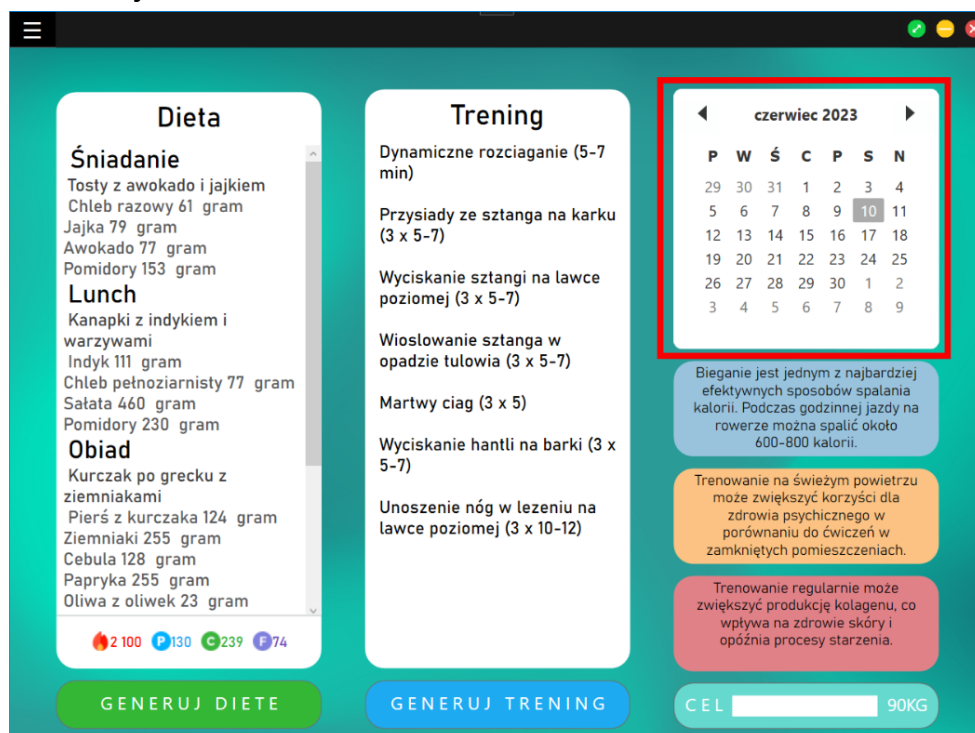 Dieta
Śniadanie
Tosty z awokado i jajkiem
Chleb razowy 61 gram
Jajka 79 gram
Awokado 77 gram
Pomidory 153 gram
Lunch
Kanapki z indykiem i
warzywami
Indyk 111 gram
Chleb pełnoziarnisty 77 gram
Sałata 460 gram
Pomidory 230 gram
Obiad
Kurczak po grecku z
ziemniakami
Pierś z kurczaka 124 gram
Ziemniaki 255 gram
Cebula 128 gram
Papryka 255 gram
Oliwa z oliwek 23 gram
2 100 P 130 C 239 F 74
GENERUJ DIETE
Trening
Dynamiczne rozciaganie (5-7
min)
Przysiady ze sztanga na karku
(3 x 5-7)
Wyciskanie sztangi na lawce
poziomej (3 x 5-7)
Wioslowanie sztanga w
opadzie tulowia (3 x 5-7)
Martwy ciag (3 x 5)
Wyciskanie hantli na barki (3 x
5-7)
Unoszenie nóg w lezeniu na
lawce poziomej (3 x 10-12)
GENERUJ TRENING
czerwiec 2023
P W Ś C P S N
29 30 31 1 2 3 4
5 6 7 8 9 10 11
12 13 14 15 16 17 18
19 20 21 22 23 24 25
26 27 28 29 30 1 2
3 4 5 6 7 8 9
Bieganie jest jednym z najbardziej
efektywnych sposobów spalania
kalorii. Podczas godzinnej jazdy na
rowerze można spalić około
600-800 kalorii.
Trenowanie na świeżym powietrzu
może zwiększyć korzyści dla
zdrowia psychicznego w
porównaniu do ćwiczeń w
zamkniętych pomieszczeniach.
Trenowanie regularnie może
zwiększyć produkcję kolagenu, co
wpływa na zdrowie skóry i
opóźnia procesy starzenia.
CEL 90KG